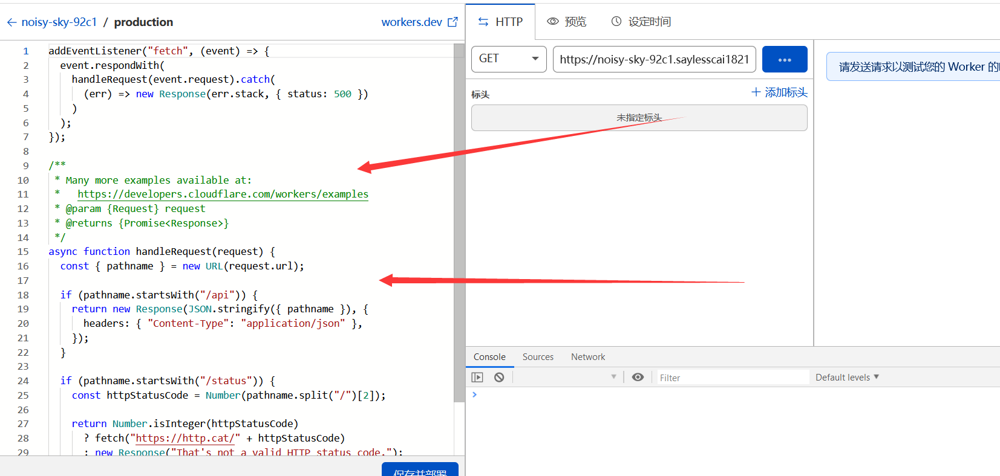 noisy-sky-92c1 / production
workers.dev
1 addEventListener("fetch", (event) => {
2 event.respondWith(
3 handleRequest(event.request).catch(
4 (err) => new Response(err.stack, { status: 500 })
5 )
6 );
7 });
8
9 /**
10 * Many more examples available at:
11 * https://developers.cloudflare.com/workers/examples
12 * @param {Request} request
13 * @returns {Promise<Response>}
14 */
15 async function handleRequest(request) {
16 const { pathname } = new URL(request.url);
17
18 if (pathname.startsWith("/api")) {
19 return new Response(JSON.stringify({ pathname }), {
20 headers: { "Content-Type": "application/json" },
21 });
22 }
23
24 if (pathname.startsWith("/status")) {
25 const httpStatusCode = Number(pathname.split("/")[2]);
26
27 return Number.isInteger(httpStatusCode)
28 ? fetch("https://http.cat/" + httpStatusCode)
29 : new Response("That's not a valid HTTP status code.");
保存并部署
HTTP 预览 设定时间
GET https://noisy-sky-92c1.saylesscai1821 ...
标头 + 添加标头
未指定标头
请发送请求以测试您的 Worker 的
Console Sources Network
Filter Default levels